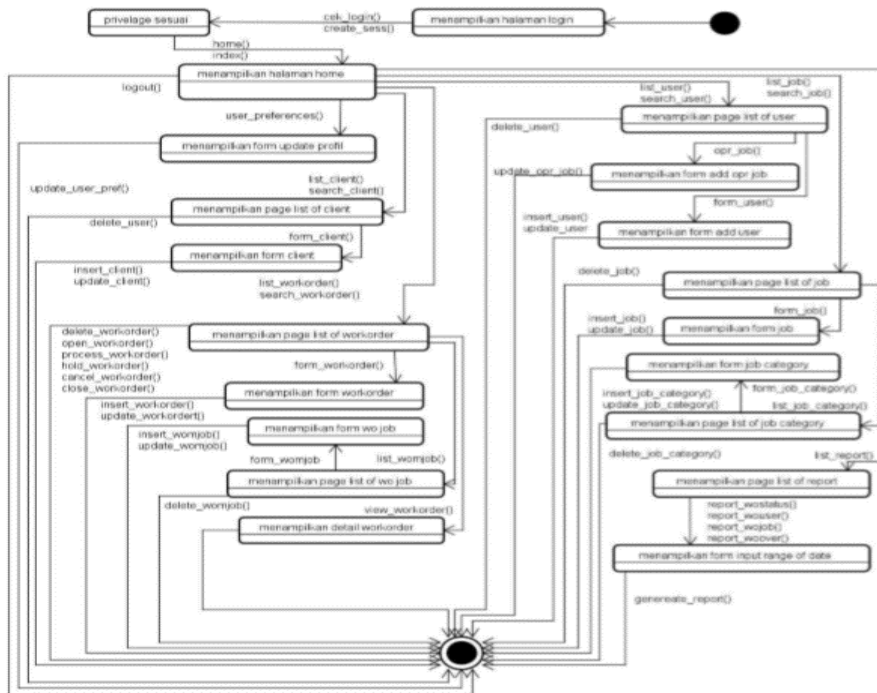 privelage sesuai
cek_login()
create_sess()
menampilkan halaman login
home()
index()
menampilkan halaman home
logout()
user_preferences()
menampilkan form update profil
update_user_pref()
list_client()
search_client()
menampilkan page list of client
delete_user()
form_client()
menampilkan form client
insert_client()
update_client()
list_workorder()
search_workorder()
menampilkan page list of workorder
delete_workorder()
open_workorder()
process_workorder()
hold_workorder()
cancel_workorder()
close_workorder()
form_workorder()
menampilkan form workorder
insert_workorder()
update_workordert()
menampilkan form wo job
insert_womjob()
update_womjob()
form_womjob
list_womjob()
menampilkan page list of wo job
delete_womjob()
view_workorder()
menampilkan detail workorder
list_user()
search_user()
list_job()
search_job()
menampilkan page list of user
delete_user()
opr_job()
update_opr_job()
menampilkan form add opr job
form_user()
insert_user()
update_user
menampilkan form add user
delete_job()
menampilkan page list of job
form_job()
insert_job()
update_job()
menampilkan form job
menampilkan form job category
form_job_category()
insert_job_category()
update_job_category()
list_job_category()
menampilkan page list of job category
delete_job_category()
list_report()
menampilkan page list of report
report_wostatus()
report_wouser()
report_wojob()
report_woover()
menampilkan form input range of date
genereate_report()